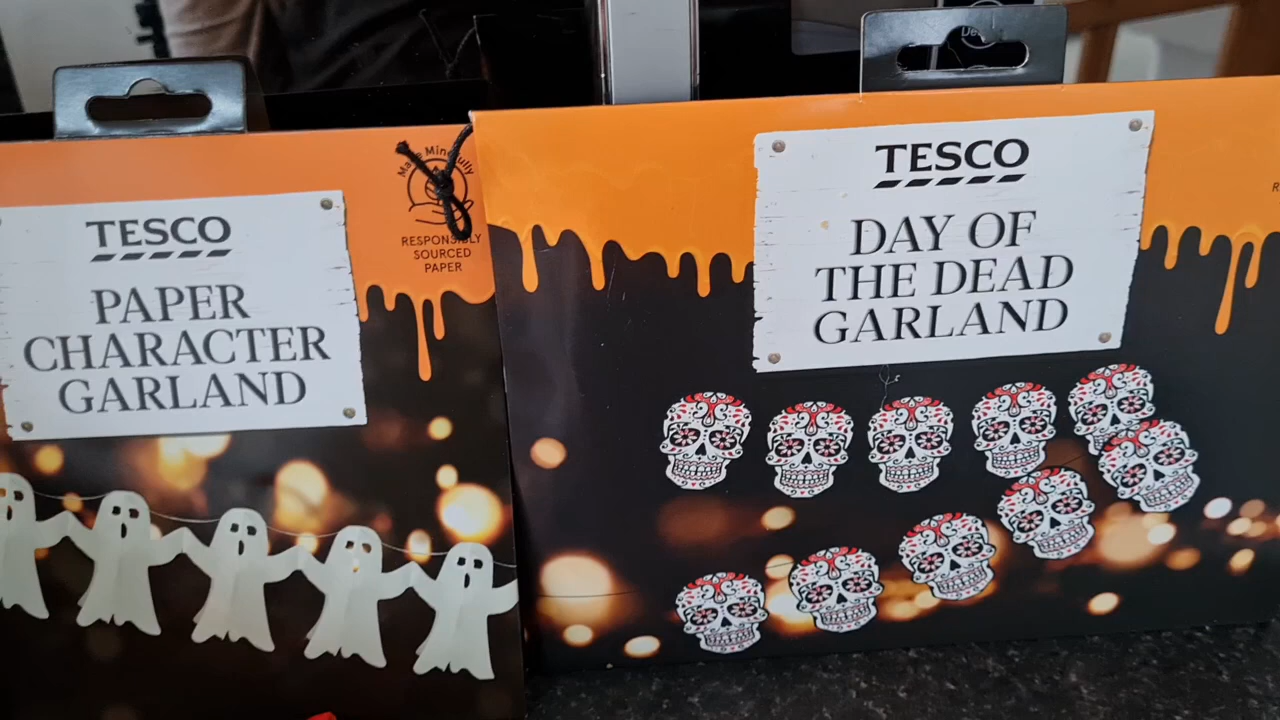 TESCO
PAPER
CHARACTER
GARLAND
RESPONSIBLY
SOURCED
PAPER
TESCO
DAY OF
THE DEAD
GARLAND